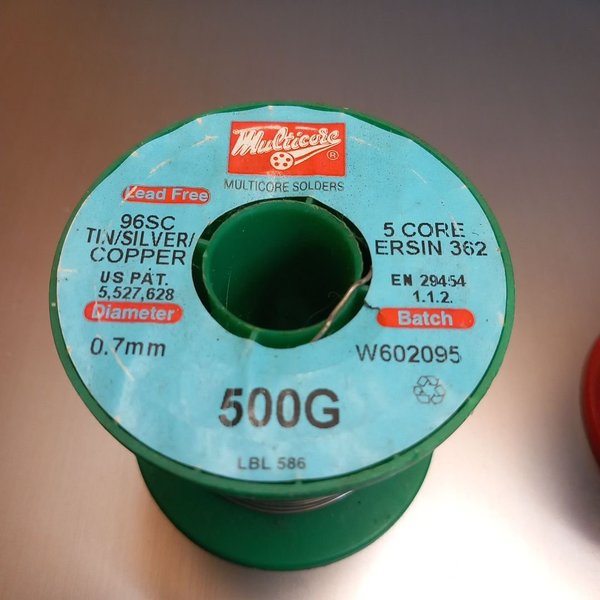 Multicore
®
MULTICORE SOLDERS
Lead Free
96SC
TIN/SILVER/
COPPER
US PAT.
5,527,628
Diameter
0.7mm
5 CORE
ERSIN 362
EN 29454
1.1.2.
Batch
W602095
500G
LBL 586